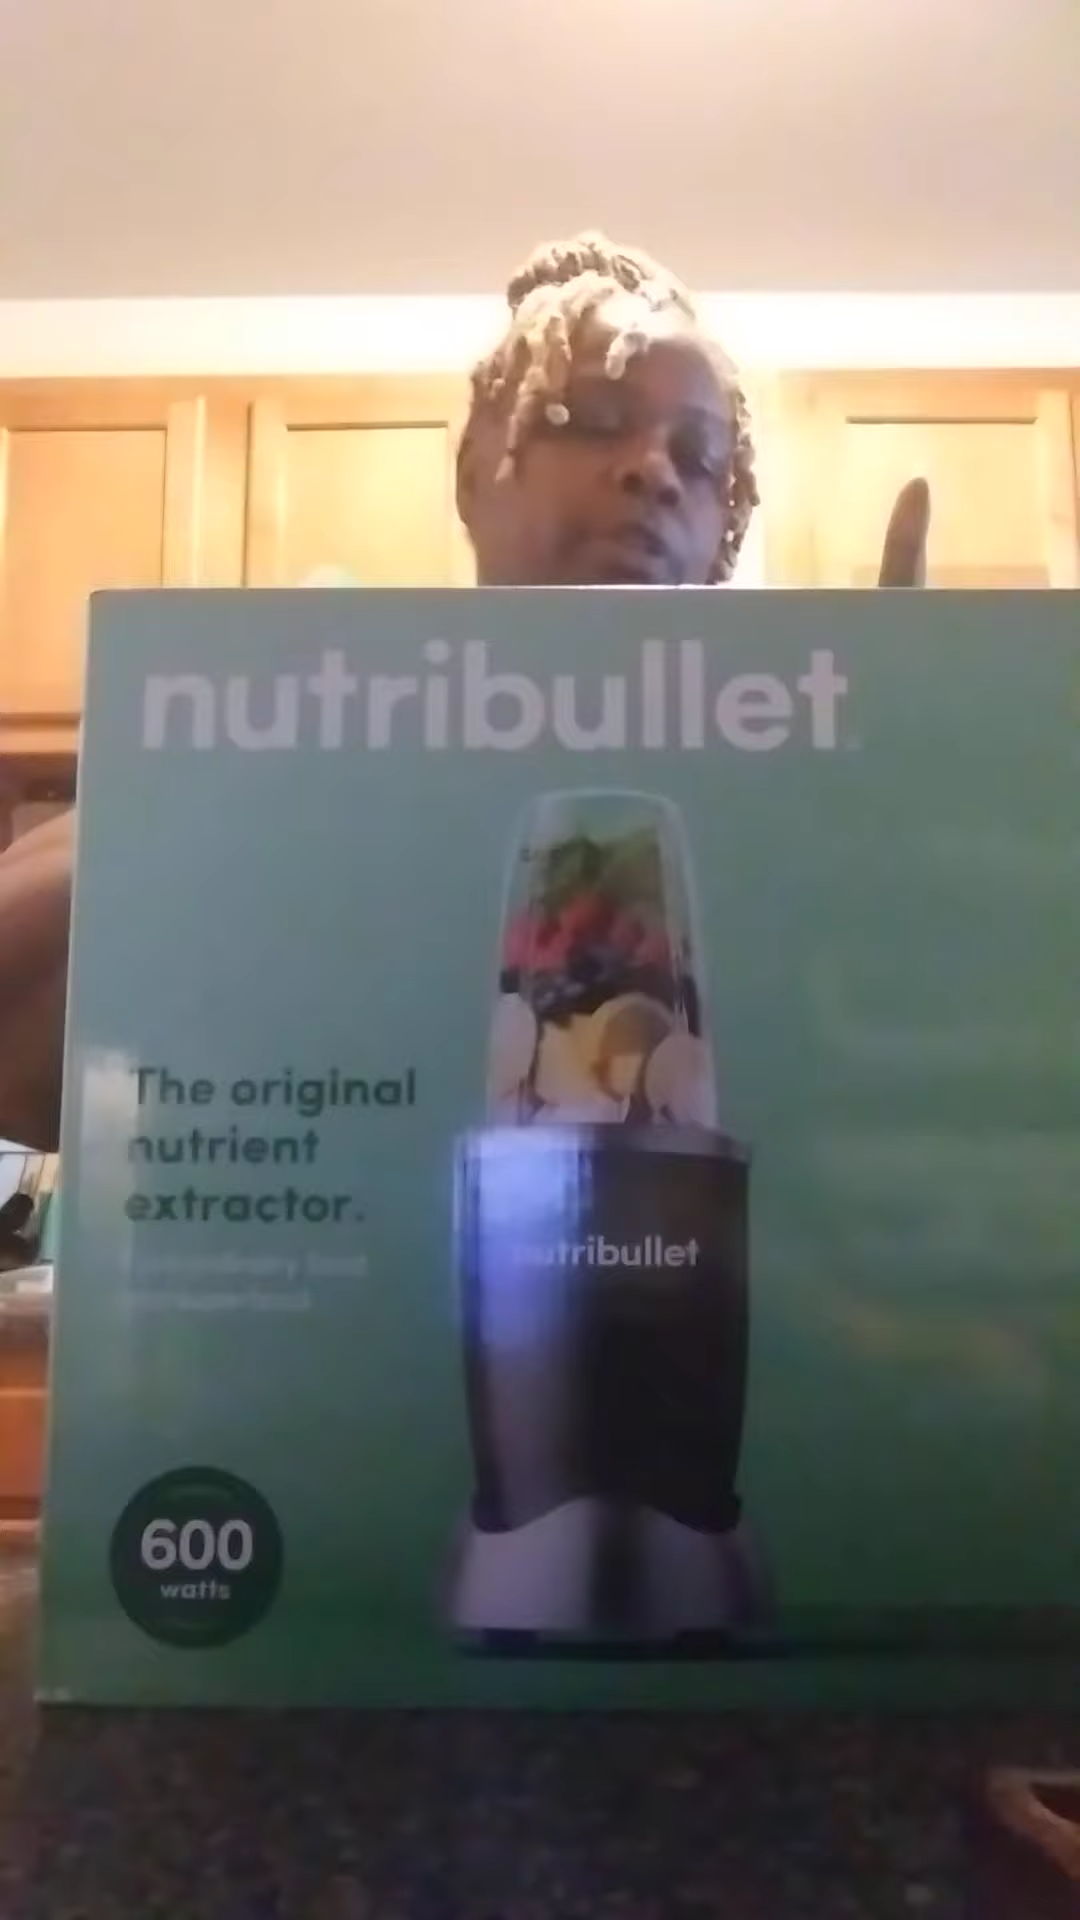 nutribullet
The original
nutrient
extractor.
nutribullet
600
watts